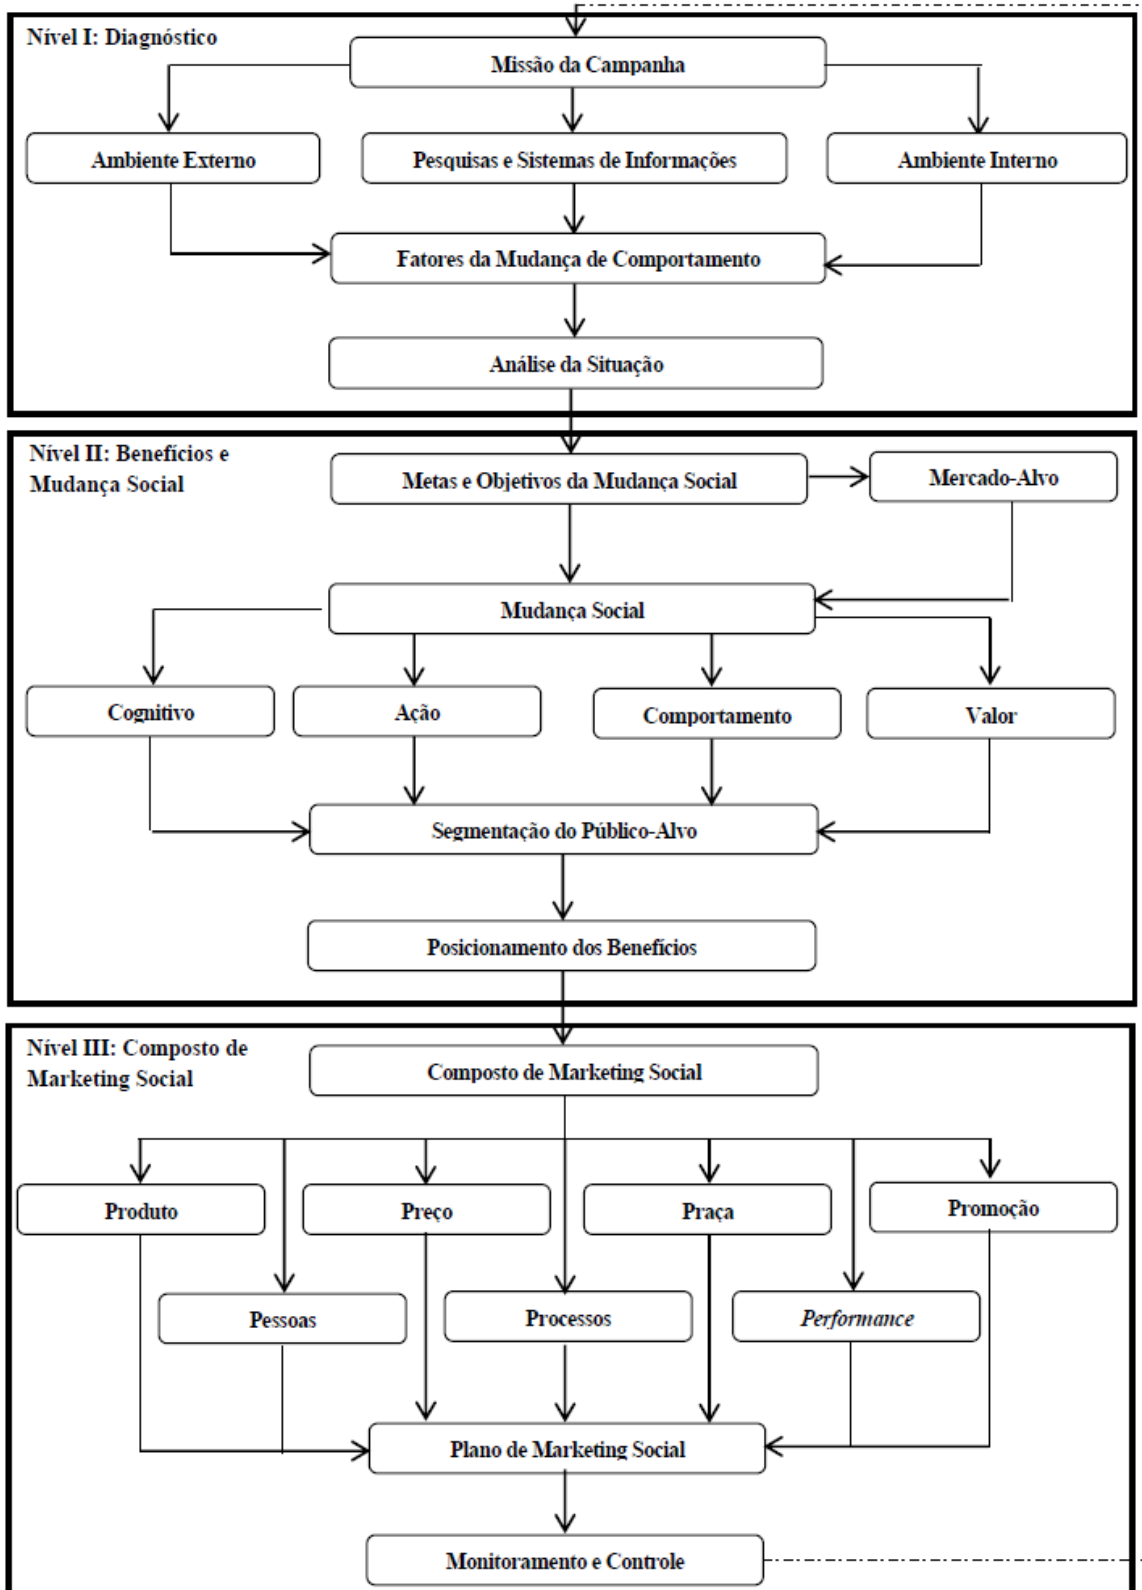 Nível I: Diagnóstico
Missão da Campanha
Ambiente Externo
Pesquisas e Sistemas de Informações
Ambiente Interno
Fatores da Mudança de Comportamento
Análise da Situação
Nível II: Benefícios e
Mudança Social
Metas e Objetivos da Mudança Social
Mercado-Alvo
Mudança Social
Cognitivo
Ação
Comportamento
Valor
Segmentação do Público-Alvo
Posicionamento dos Benefícios
Nível III: Composto de
Marketing Social
Composto de Marketing Social
Produto
Preço
Praça
Promoção
Pessoas
Processos
Performance
Plano de Marketing Social
Monitoramento e Controle